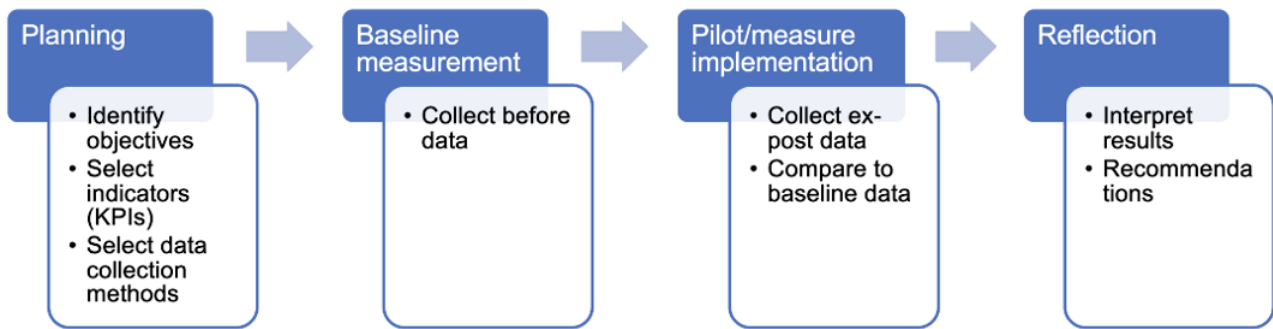 Planning
• Identify
objectives
• Select
indicators
(KPIs)
• Select data
collection
methods
Baseline
measurement
• Collect before
data
Pilot/measure
implementation
• Collect ex-
post data
• Compare to
baseline data
Reflection
• Interpret
results
• Recommenda
tions